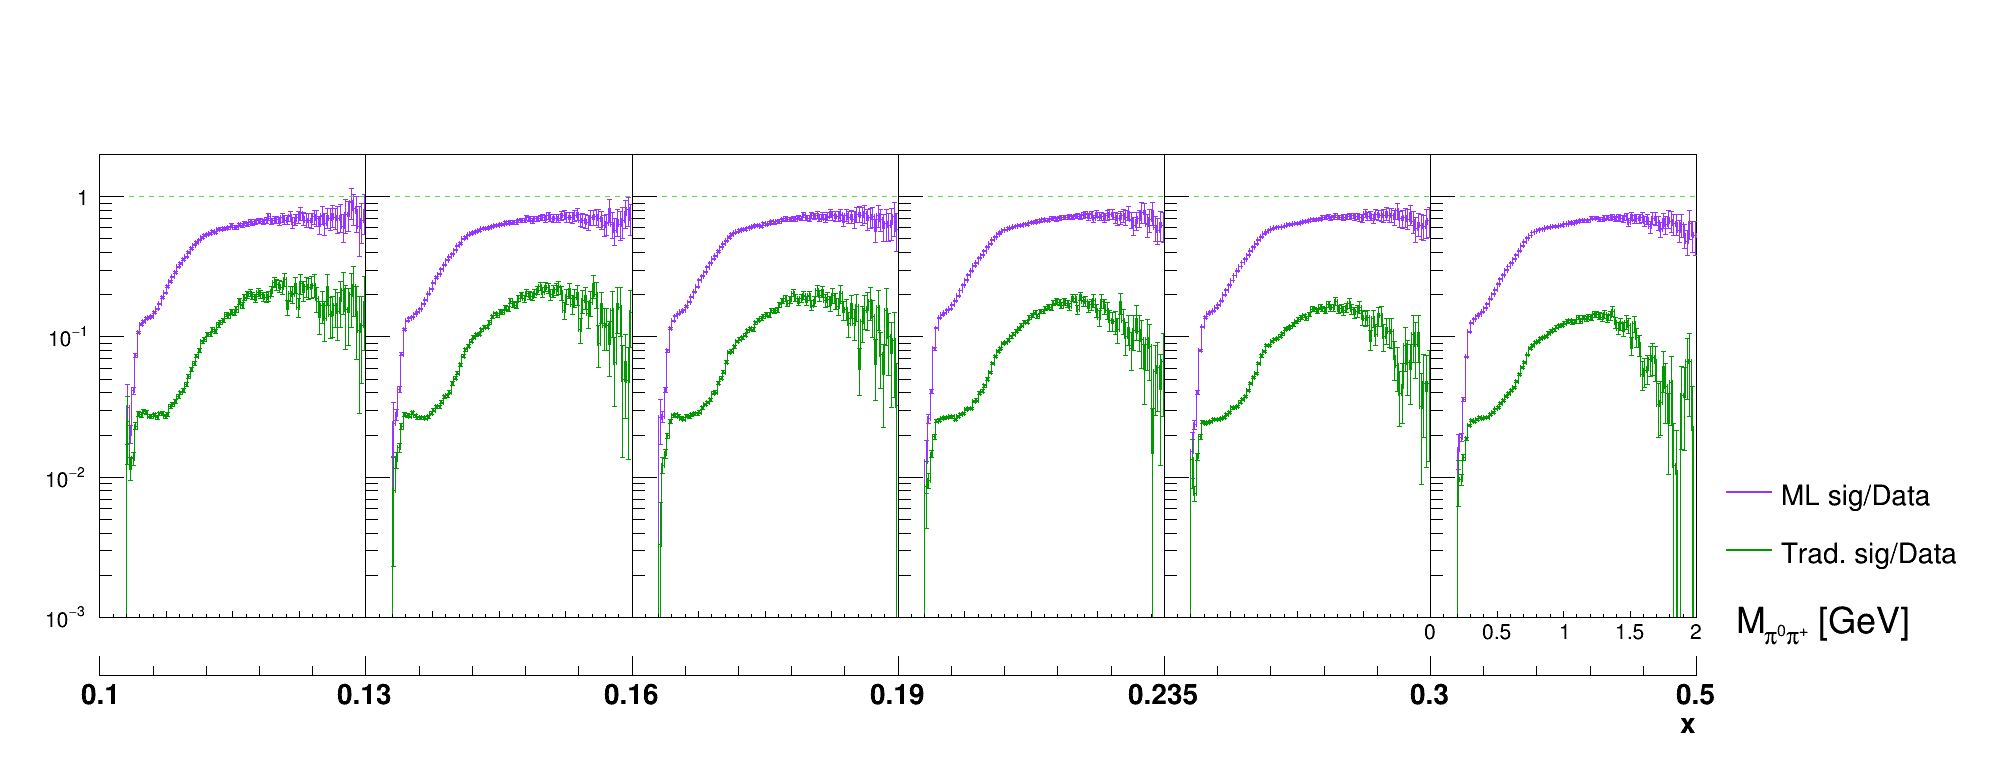 1
10⁻¹
10⁻²
10⁻³
ML sig/Data
Trad. sig/Data
0 0.5 1 1.5 2
M_π⁰π⁺ [GeV]
0.1 0.13 0.16 0.19 0.235 0.3 0.5
x